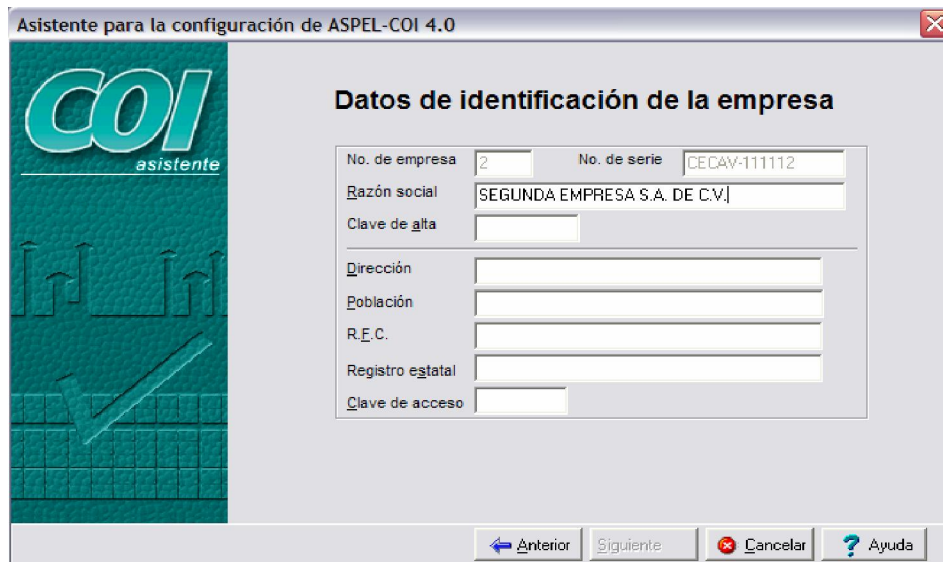 Asistente para la configuración de ASPEL-COI 4.0
COI
asistente
Datos de identificación de la empresa
No. de empresa 2 No. de serie CECAV-111112
Razón social SEGUNDA EMPRESA S.A. DE C.V.
Clave de alta
Dirección
Población
R.F.C.
Registro estatal
Clave de acceso
Anterior Siguiente Cancelar Ayuda